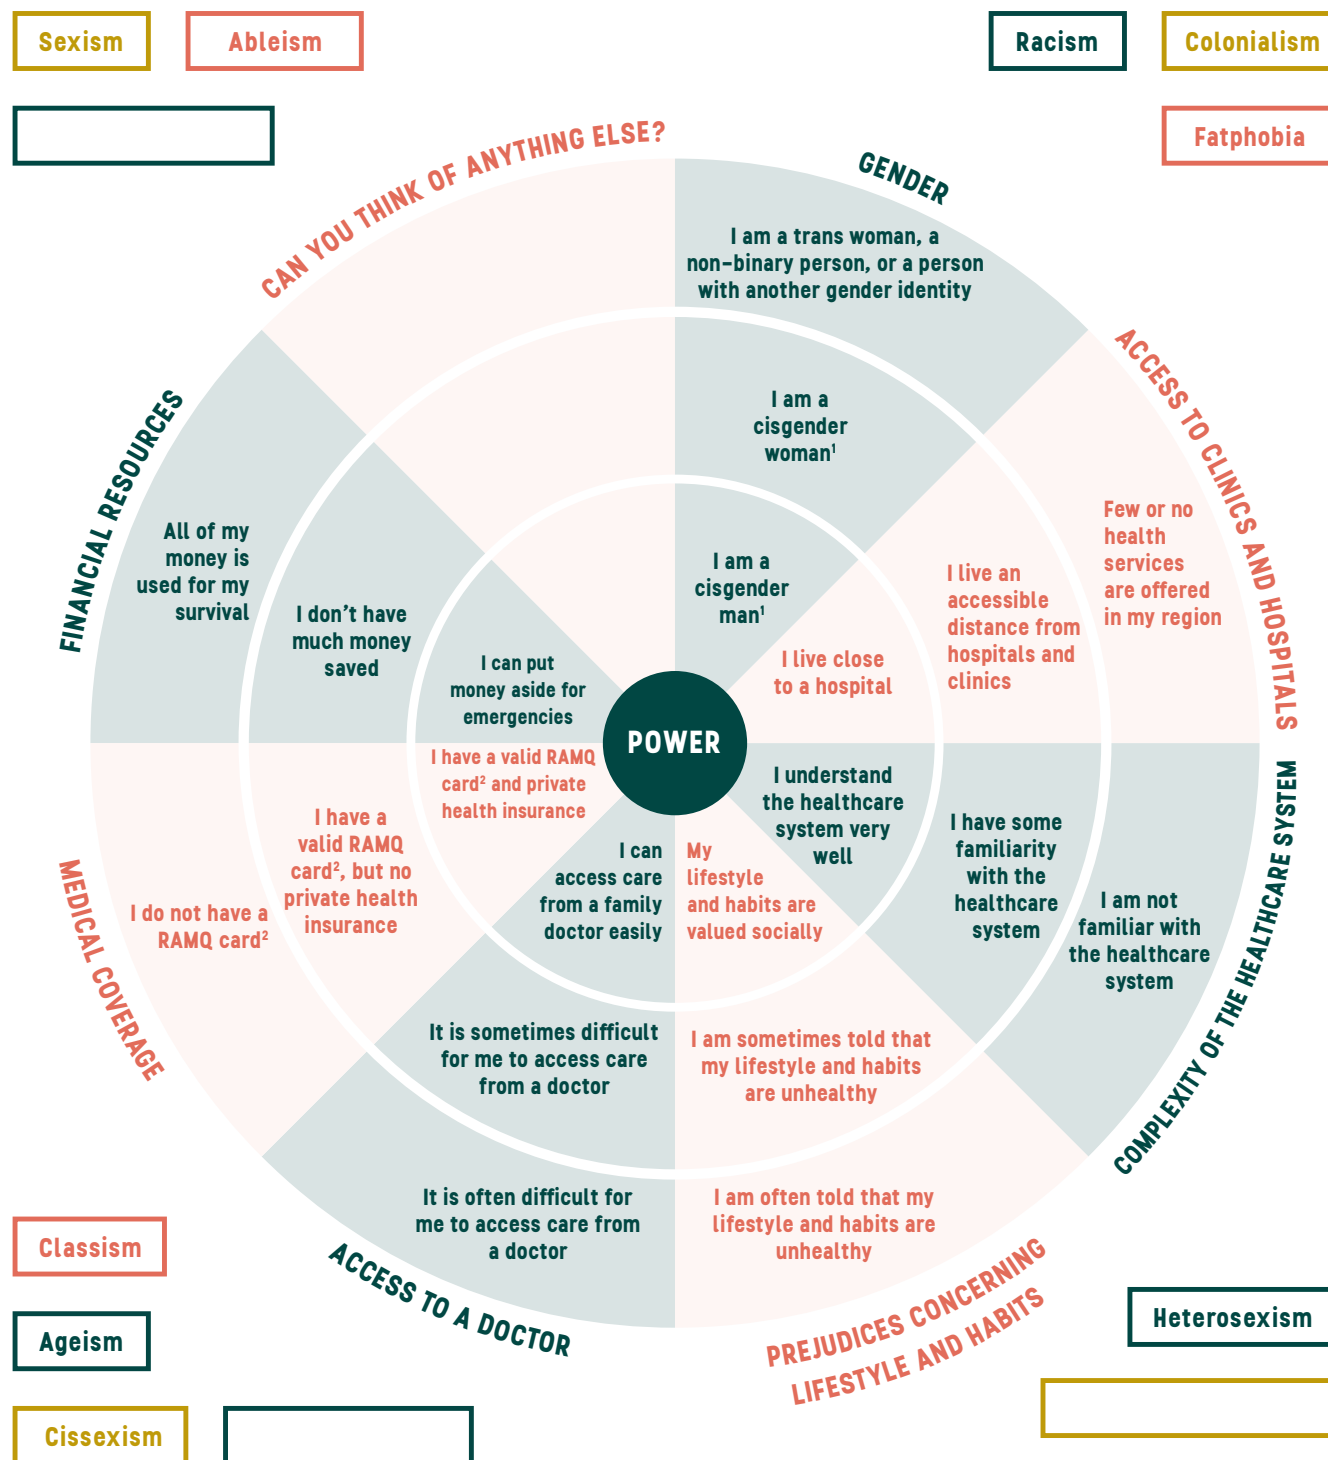 Sexism
Ableism
Racism
Colonialism
Fatphobia
CAN YOU THINK OF ANYTHING ELSE?
GENDER
I am a trans woman, a
non-binary person, or a person
with another gender identity
I am a
cisgender
woman¹
I am a
cisgender
man¹
ACCESS TO CLINICS AND HOSPITALS
Few or no
health
services
are offered
in my region
I live an
accessible
distance from
hospitals and
clinics
I live close
to a hospital
FINANCIAL RESOURCES
All of my
money is
used for my
survival
I don't have
much money
saved
I can put
money aside for
emergencies
POWER
I have a valid RAMQ
card² and private
health insurance
I have a
valid RAMQ
card², but no
private health
insurance
I do not have a
RAMQ card²
MEDICAL COVERAGE
I understand
the healthcare
system very
well
I have some
familiarity
with the
healthcare
system
I am not
familiar with
the healthcare
system
COMPLEXITY OF THE HEALTHCARE SYSTEM
I can
access care
from a family
doctor easily
It is sometimes difficult
for me to access care
from a doctor
It is often difficult for
me to access care from
a doctor
ACCESS TO A DOCTOR
My
lifestyle
and habits are
valued socially
I am sometimes told that
my lifestyle and habits
are unhealthy
I am often told that my
lifestyle and habits are
unhealthy
PREJUDICES CONCERNING
LIFESTYLE AND HABITS
Classism
Ageism
Cissexism
Heterosexism